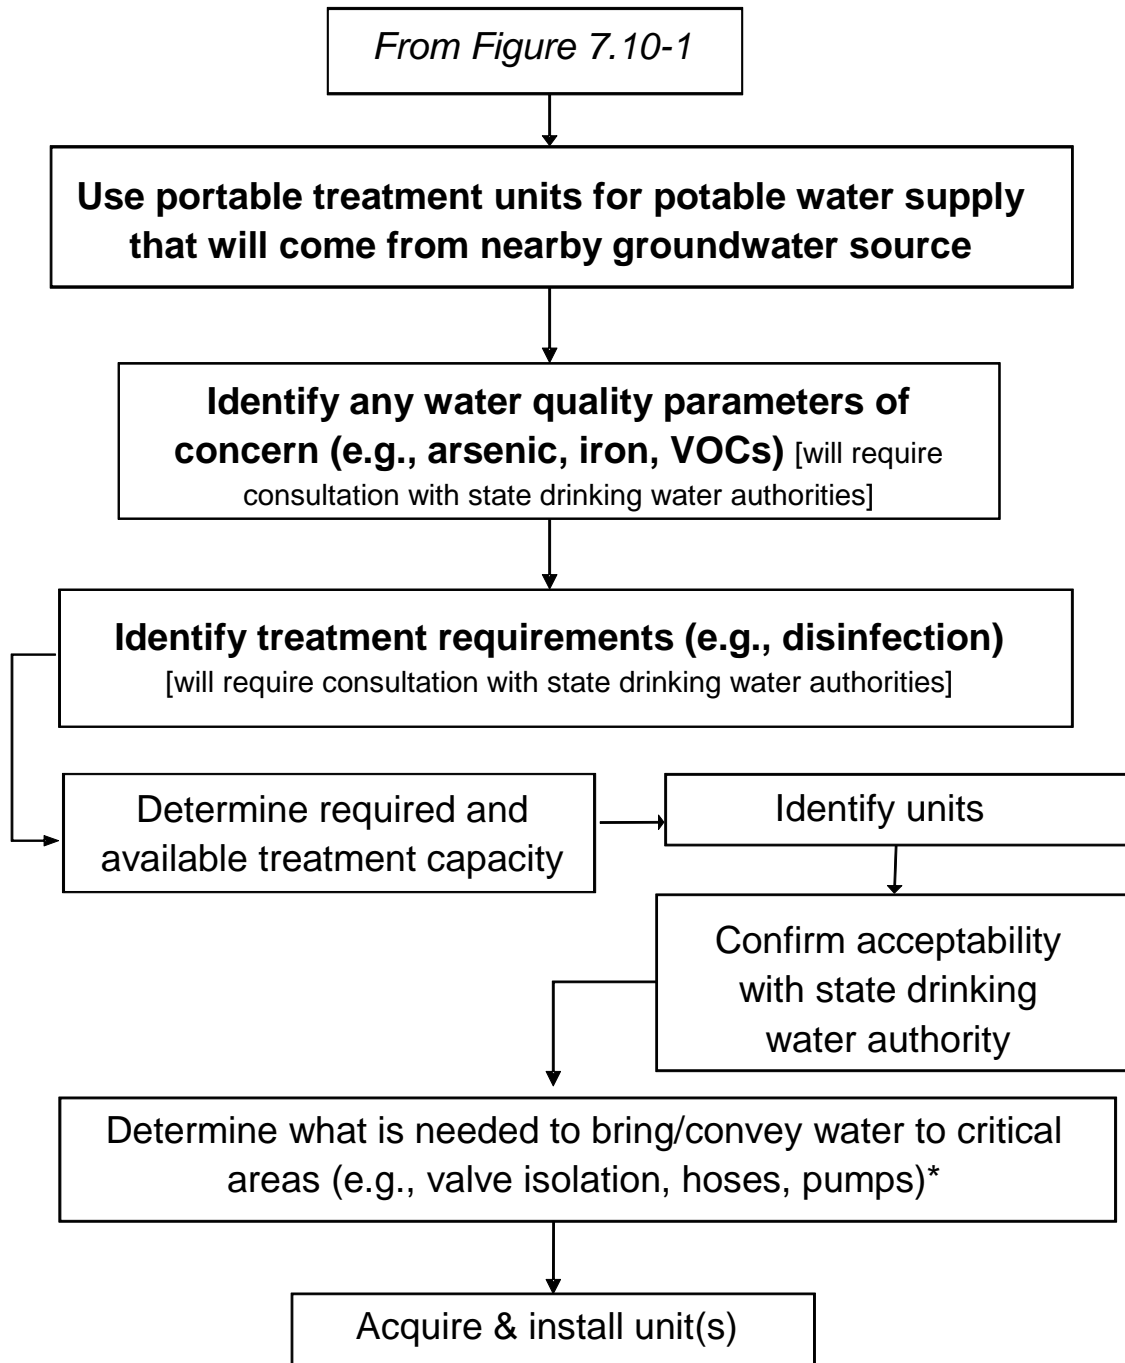 From Figure 7.10-1
Use portable treatment units for potable water supply
that will come from nearby groundwater source
Identify any water quality parameters of
concern (e.g., arsenic, iron, VOCs) [will require
consultation with state drinking water authorities]
Identify treatment requirements (e.g., disinfection)
[will require consultation with state drinking water authorities]
Determine required and
available treatment capacity
Identify units
Confirm acceptability
with state drinking
water authority
Determine what is needed to bring/convey water to critical
areas (e.g., valve isolation, hoses, pumps)*
Acquire & install unit(s)